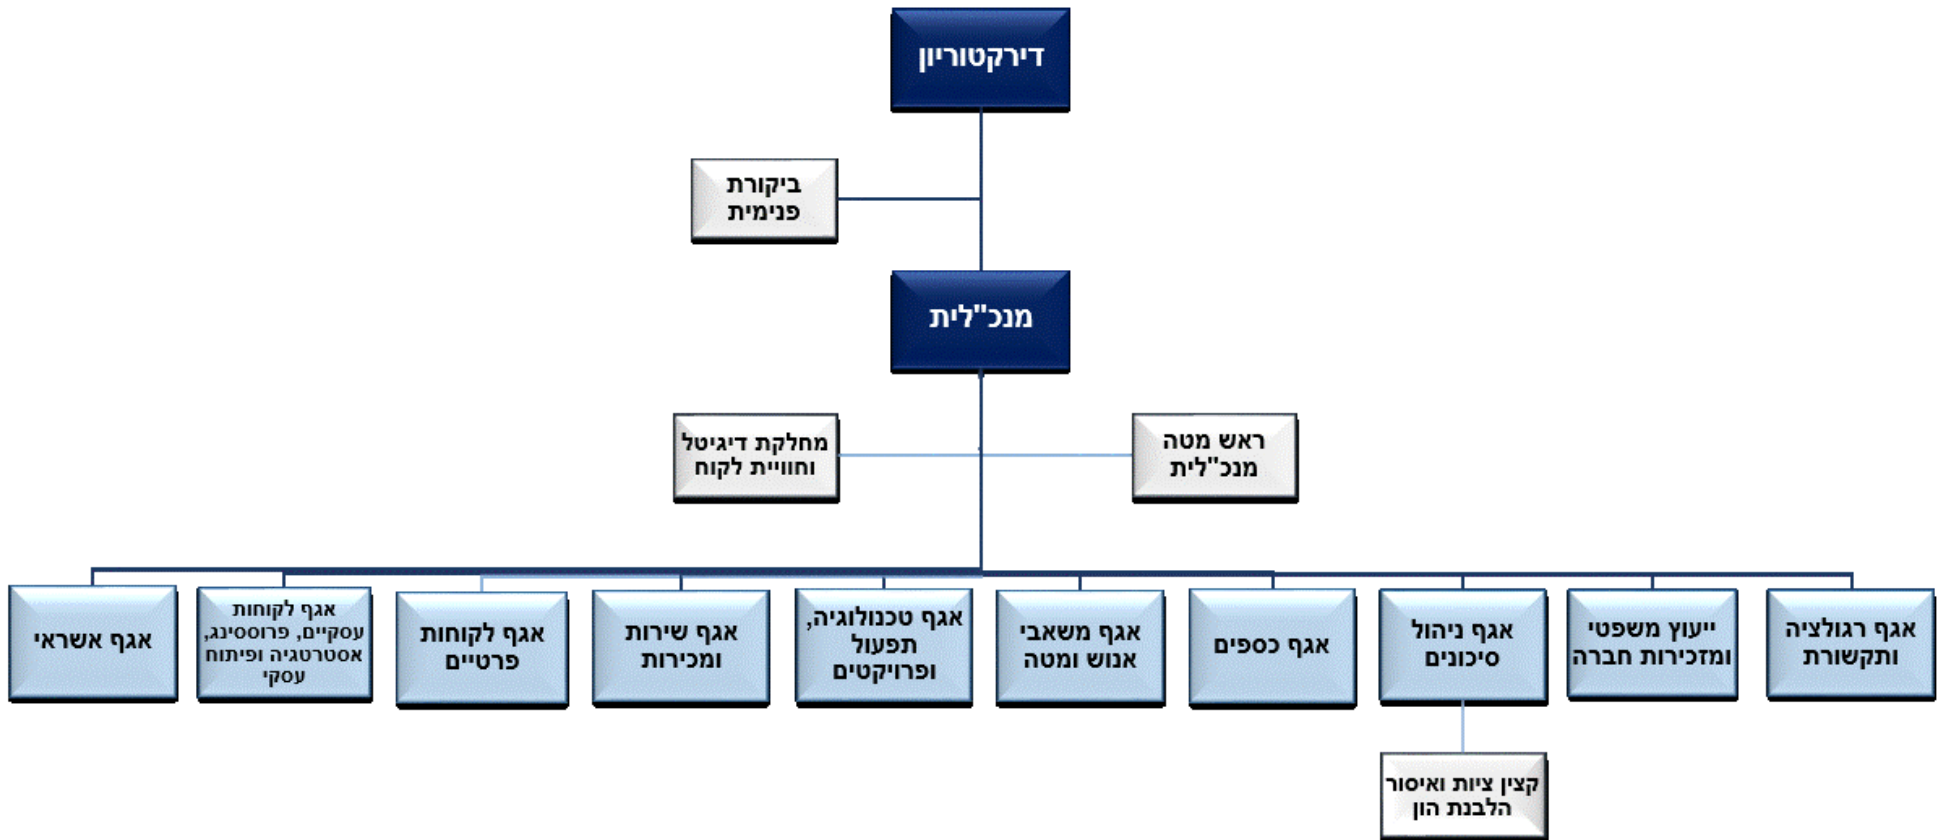 דירקטוריון
ביקורת
פנימית
מנכ"לית
ראש מטה
מנכ"לית
מחלקת דיגיטל
וחוויית לקוח
אגף רגולציה
ותקשורת
ייעוץ משפטי
ומזכירות חברה
אגף ניהול
סיכונים
אגף כספים
אגף משאבי
אנוש ומטה
אגף טכנולוגיה,
תפעול
ופרויקטים
אגף שירות
ומכירות
אגף לקוחות
פרטיים
אגף לקוחות
עסקיים, פרוססינג,
אסטרטגיה ופיתוח
עסקי
אגף אשראי
קצין ציות ואיסור
הלבנת הון